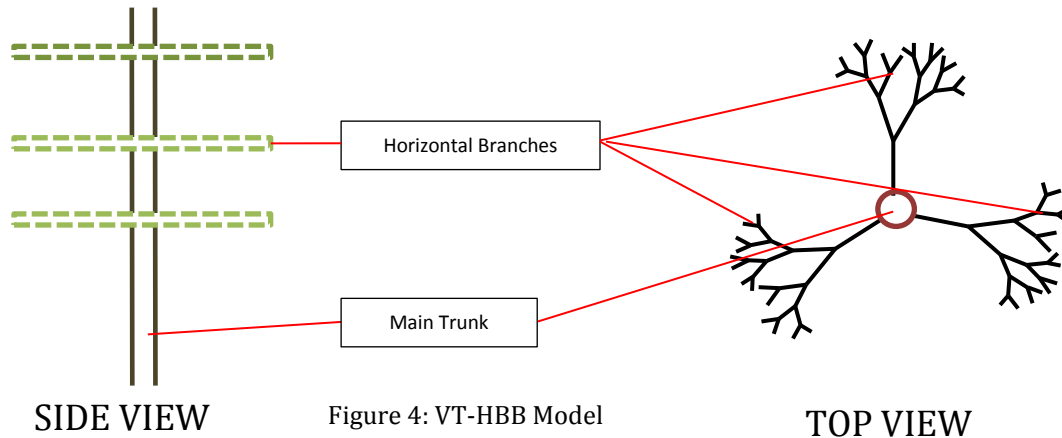 Horizontal Branches
Main Trunk
SIDE VIEW
Figure 4: VT-HBB Model
TOP VIEW